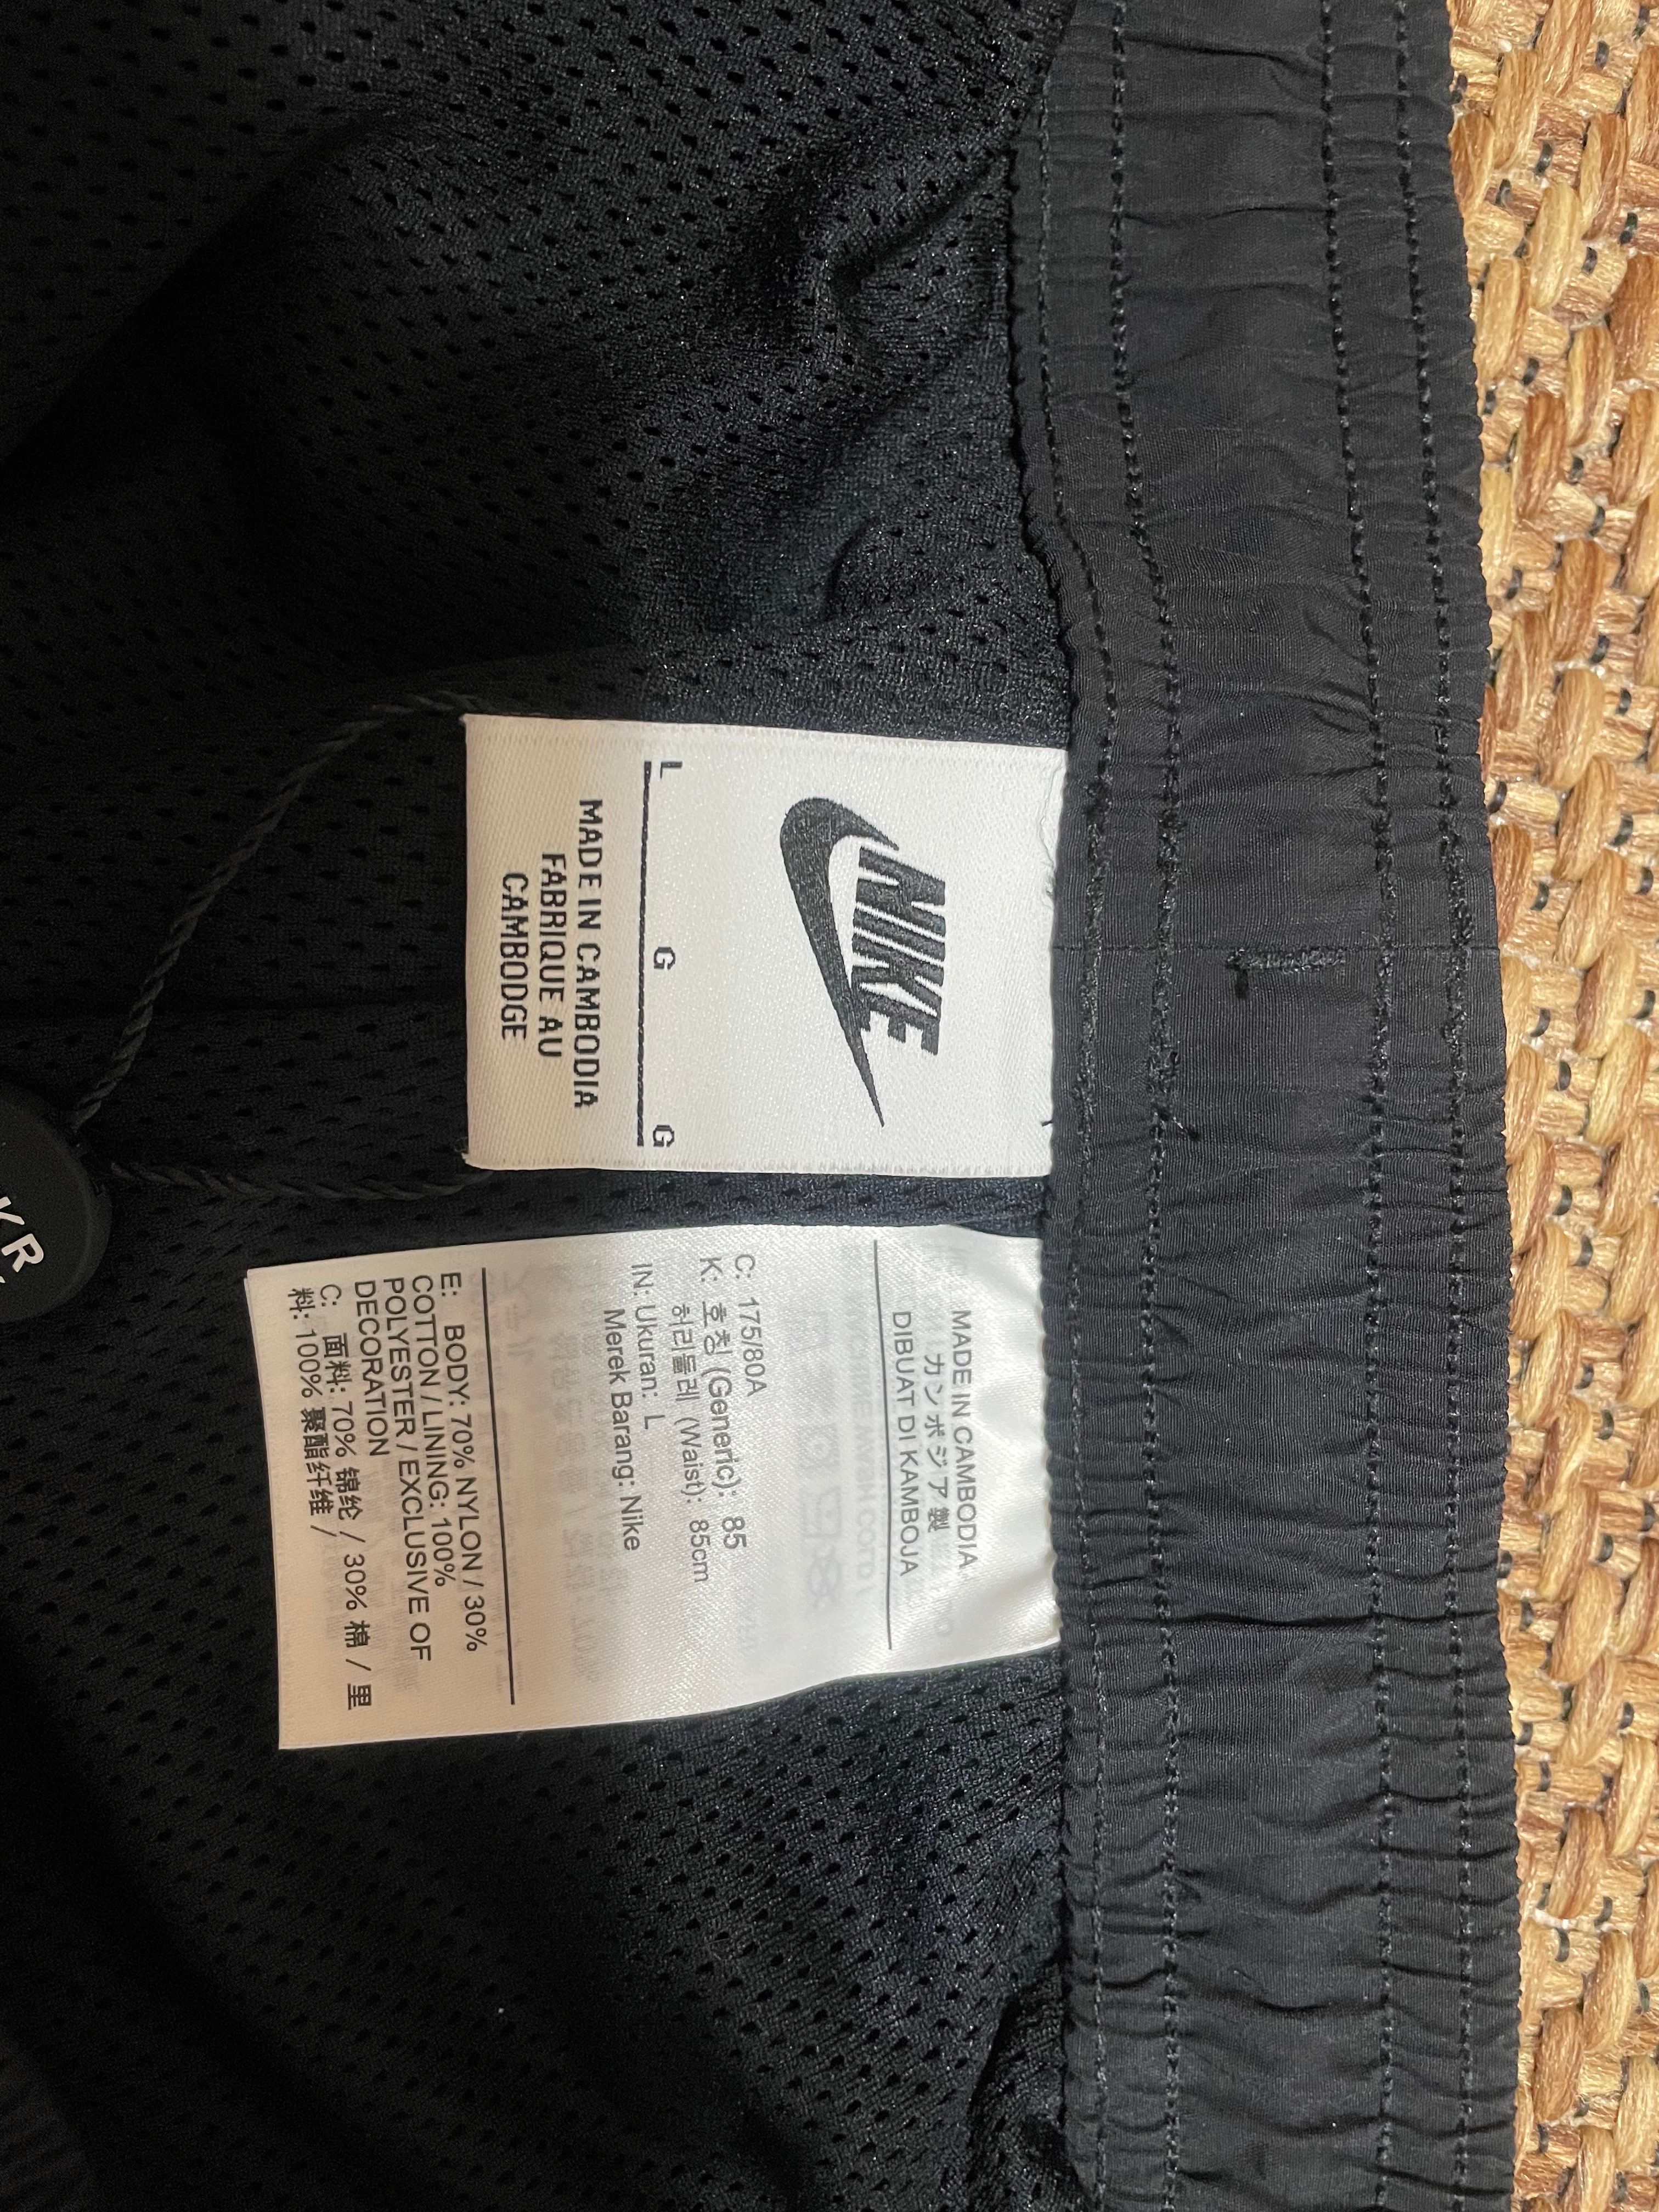 NIKE
L G G
MADE IN CAMBODIA
FABRIQUE AU
CAMBODGE
MADE IN CAMBODIA
カンボジア製
DIBUAT DI KAMBOJA
C: 175/80A
K: 호칭 (Generic): 85
허리둘레 (Waist): 85cm
IN: Ukuran: L
Merek Barang: Nike
E: BODY: 70% NYLON / 30%
COTTON / LINING: 100%
POLYESTER / EXCLUSIVE OF
DECORATION
C: 面料: 70% 锦纶 / 30% 棉 / 里
料: 100% 聚酯纤维 /